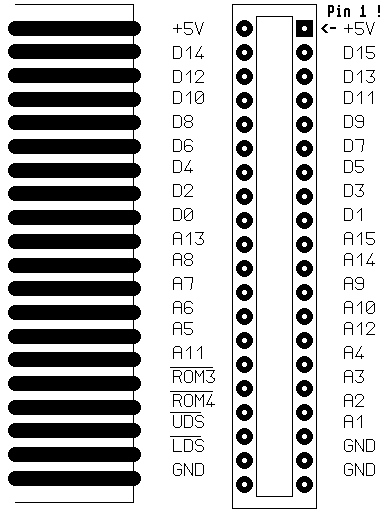 Pin 1 !
+5V <- +5V
D14 D15
D12 D13
D10 D11
D8 D9
D6 D7
D4 D5
D2 D3
D0 D1
A13 A15
A8 A14
A7 A9
A6 A10
A5 A12
A11 A4
ROM3 A3
ROM4 A2
UDS A1
LDS GND
GND GND